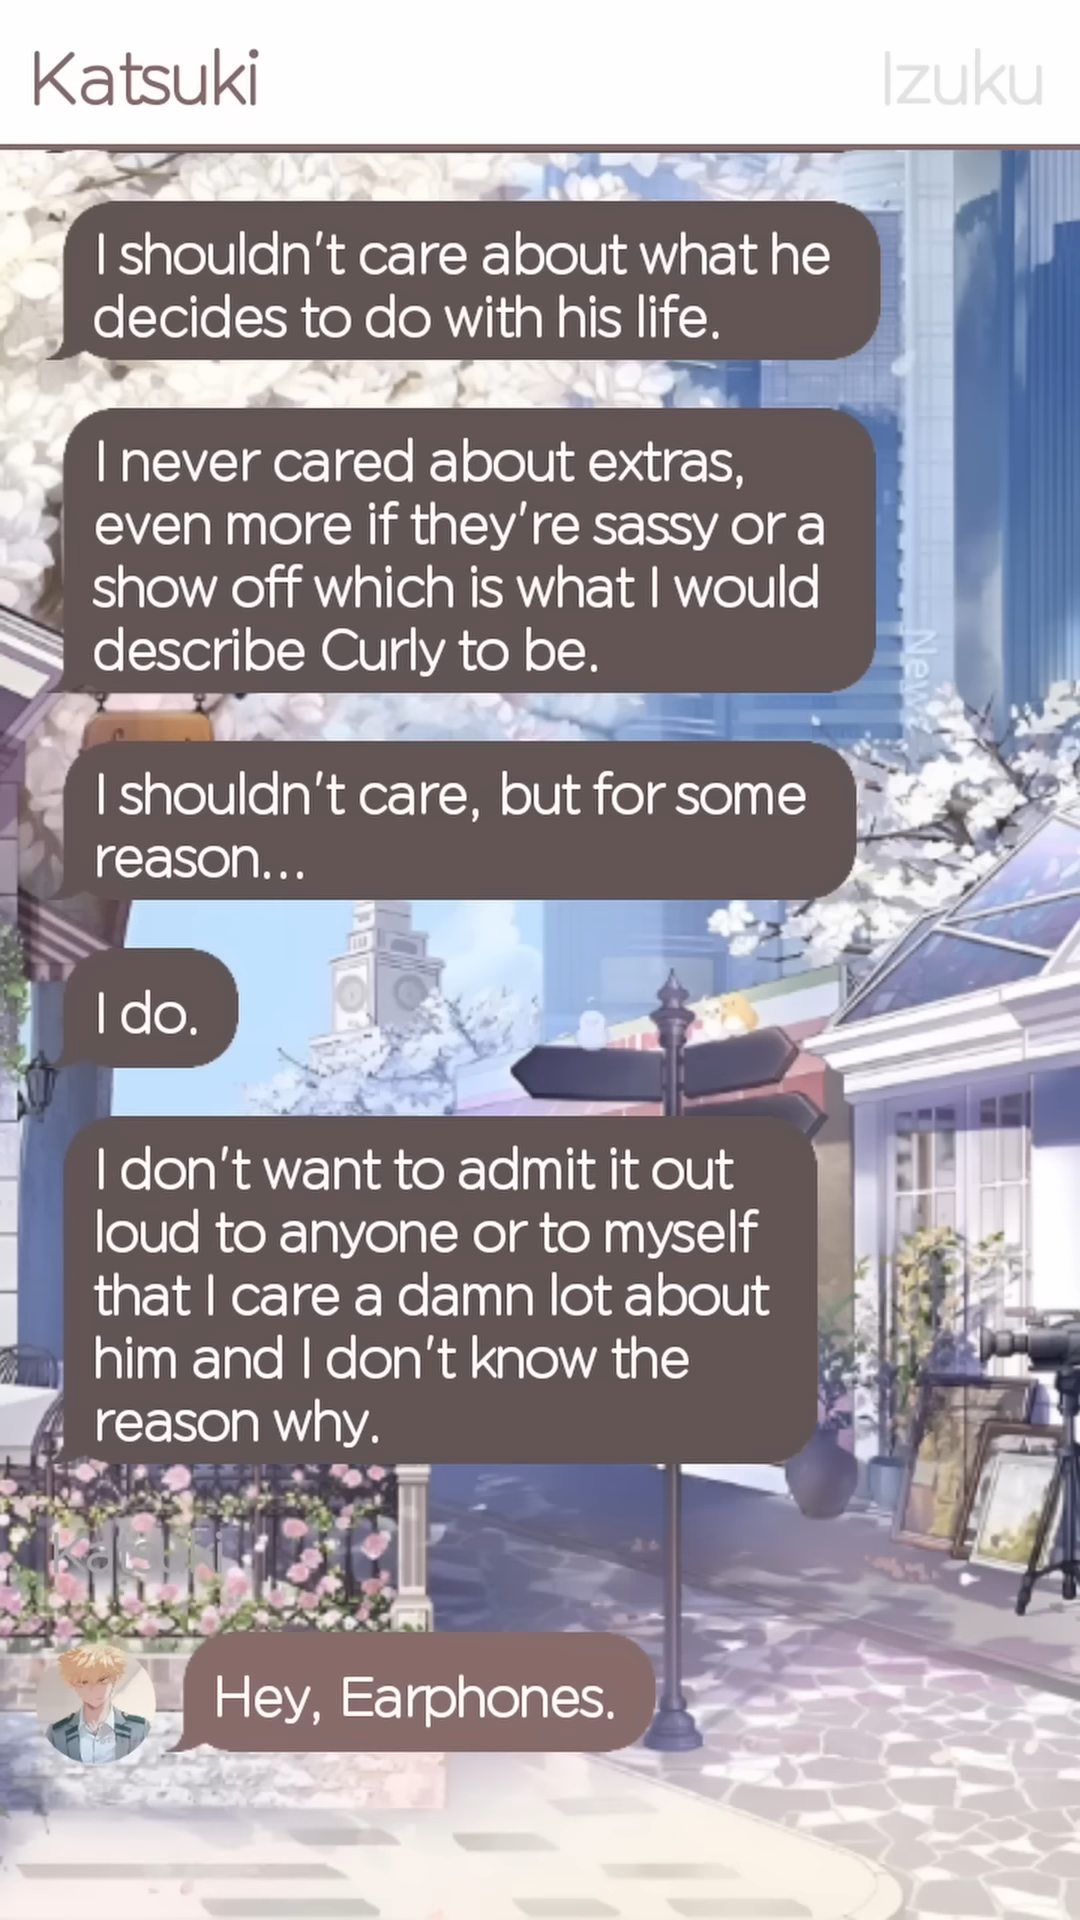 Katsuki
Izuku
I shouldn't care about what he
decides to do with his life.
I never cared about extras,
even more if they're sassy or a
show off which is what I would
describe Curly to be.
I shouldn't care, but for some
reason...
I do.
I don't want to admit it out
loud to anyone or to myself
that I care a damn lot about
him and I don't know the
reason why.
Katsuki
Hey, Earphones.